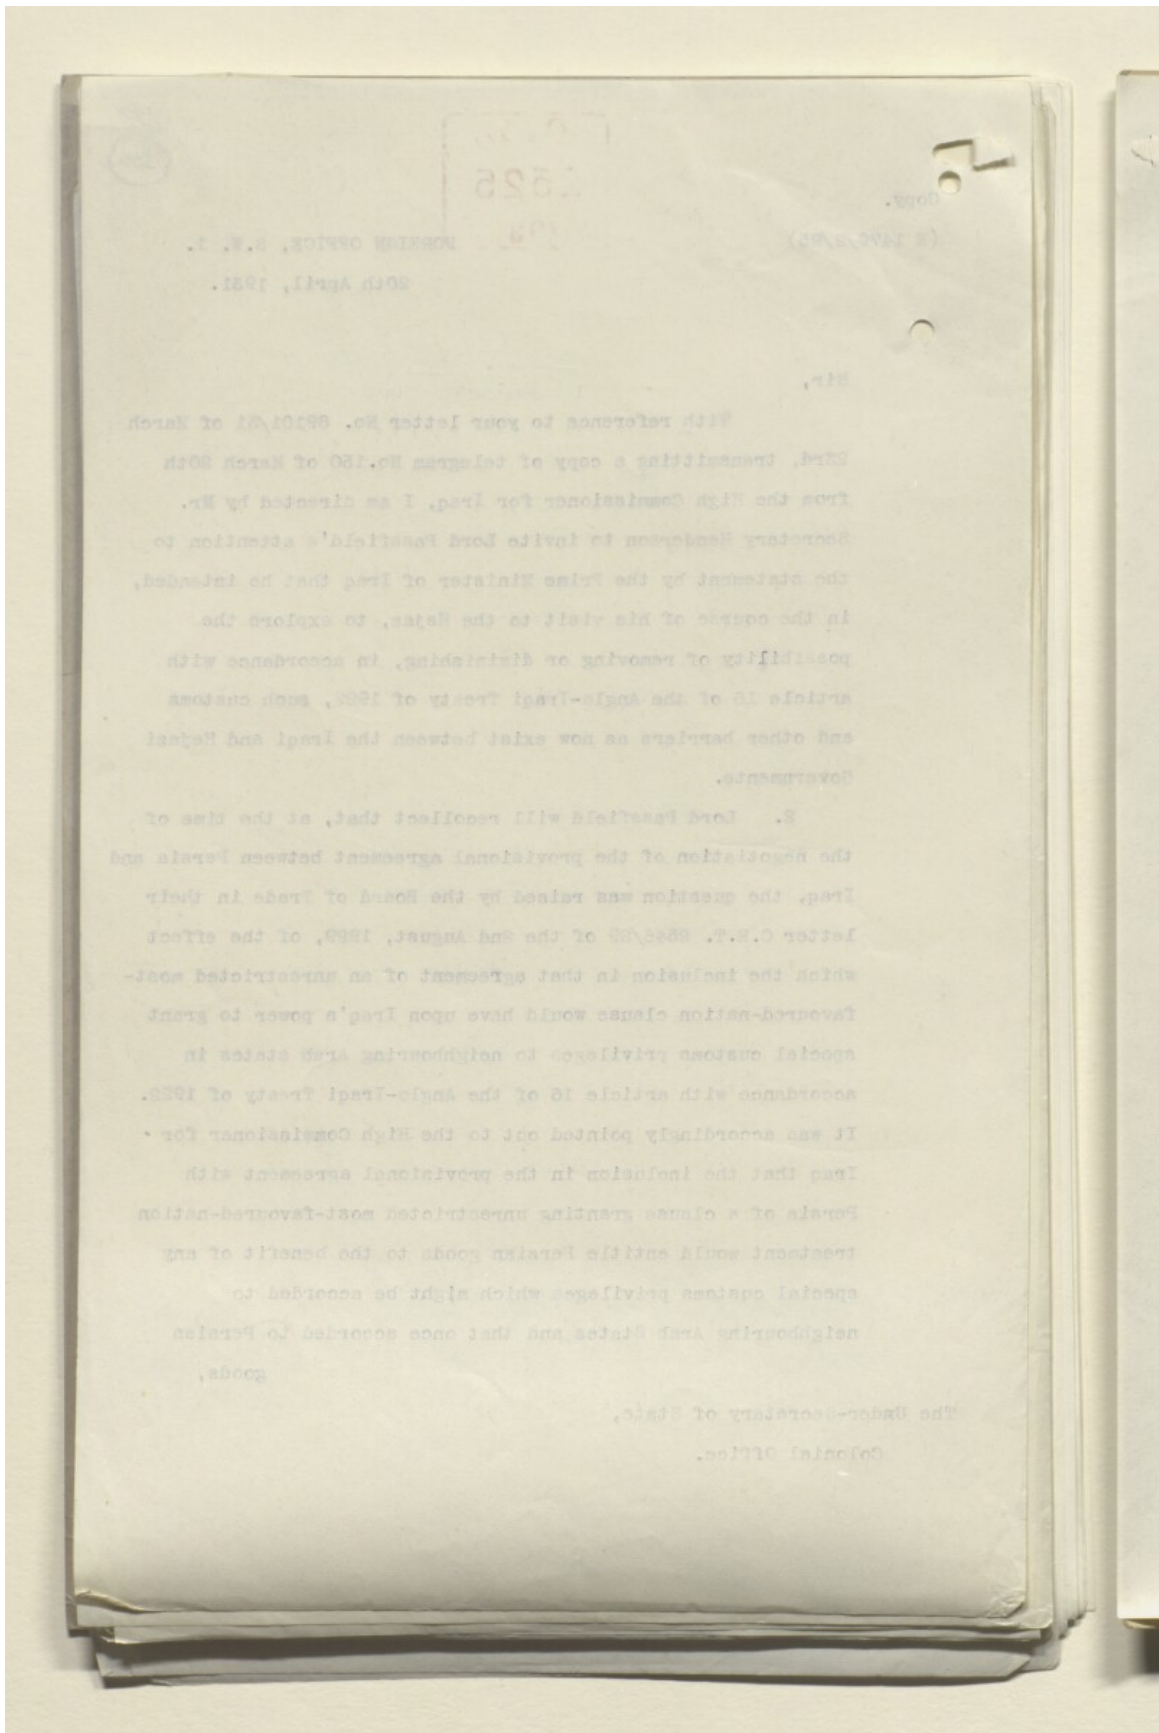 Copy.
FOREIGN OFFICE, S.W. 1.
20th April, 1931.
Sir,
With reference to your letter No. 89101/31 of March
23rd, transmitting a copy of telegram No.150 of March 20th
from the High Commissioner for Iraq, I am directed by Mr.
Secretary Henderson to invite Lord Passfield's attention to
the statement by the Prime Minister of Iraq that he intended,
in the course of his visit to the Hejaz, to explore the
possibility of removing or diminishing, in accordance with
article 16 of the Anglo-Iraqi Treaty of 1922, such customs
and other barriers as now exist between the Iraqi and Hejazi
Governments.
2. Lord Passfield will recollect that, at the time of
the negotiation of the provisional agreement between Persia and
Iraq, the question was raised by the Board of Trade in their
letter C.R.T. of the 2nd August, 1929, of the effect
which the inclusion in that agreement of an unrestricted most-
favoured-nation clause would have upon Iraq's power to grant
special customs privileges to neighbouring Arab states in
accordance with article 16 of the Anglo-Iraqi Treaty of 1922.
It was accordingly pointed out to the High Commissioner for
Iraq that the inclusion in the provisional agreement with
Persia of a clause granting unrestricted most-favoured-nation
treatment would entitle Persian goods to the benefit of any
special customs privileges which might be accorded to
neighbouring Arab States and that once accorded to Persian
goods,
The Under-Secretary of State,
Colonial Office.